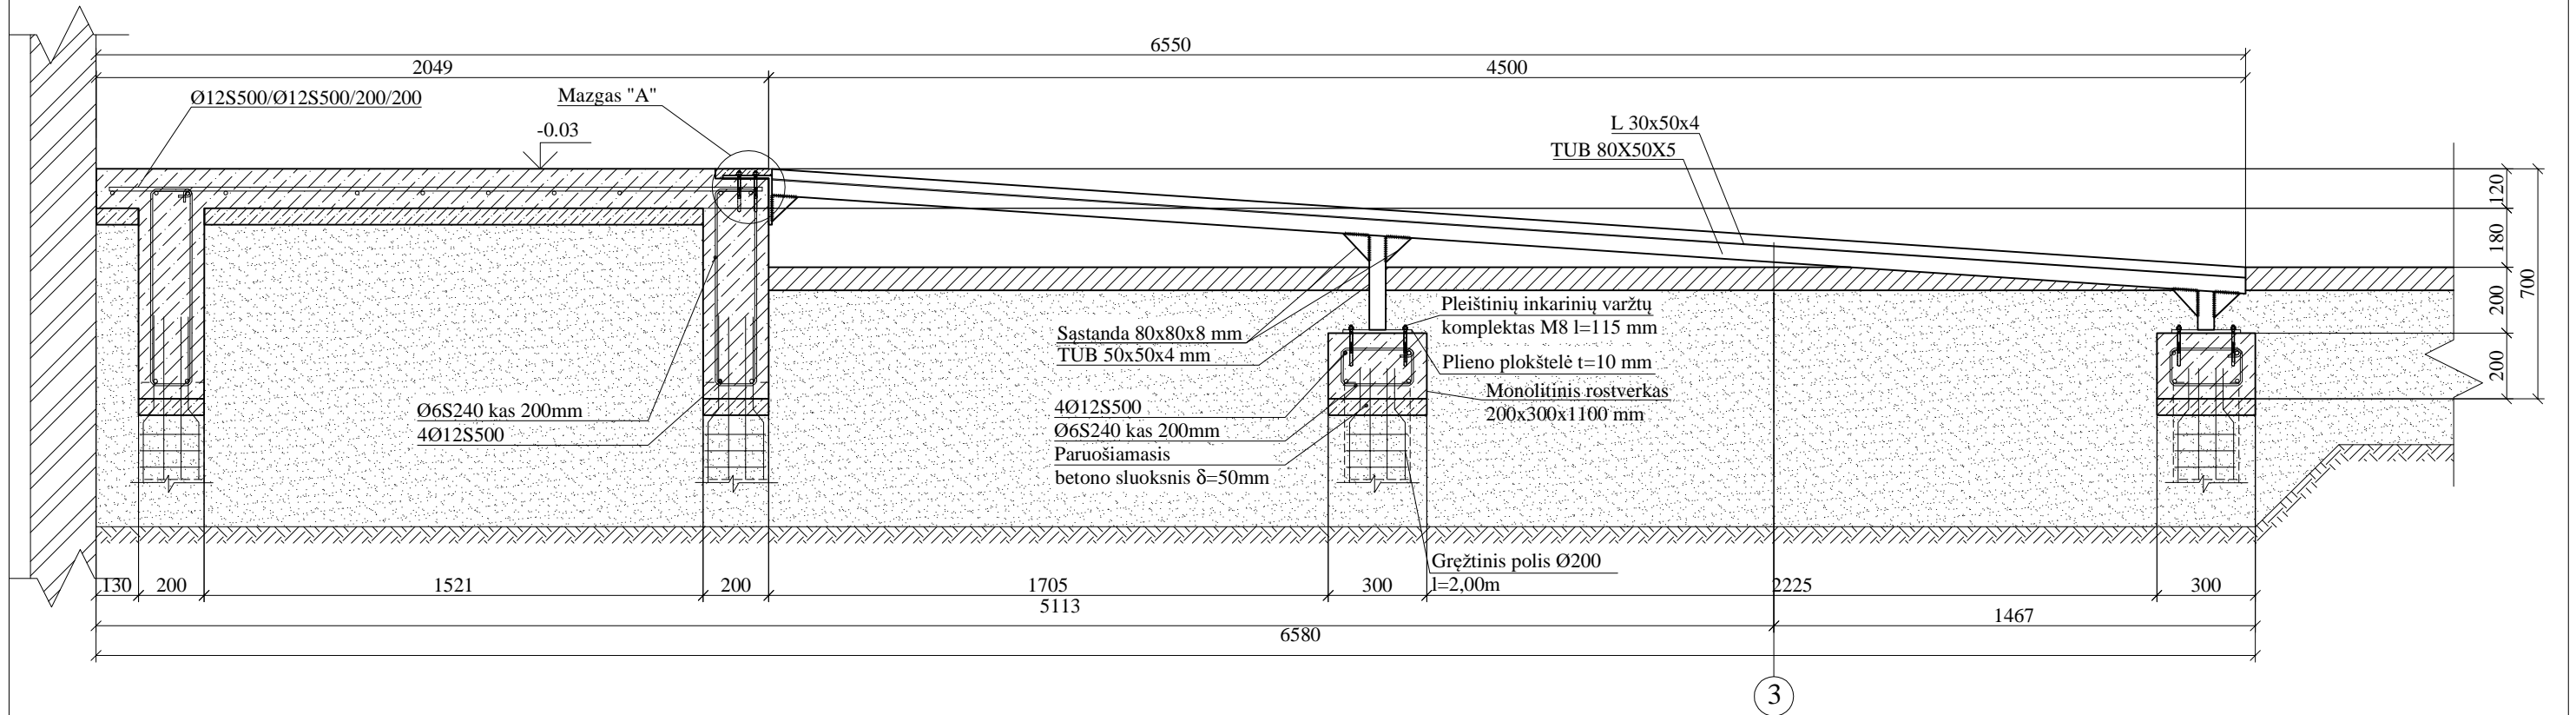 6550
2049
4500
Ø12S500/Ø12S500/200/200
Mazgas "A"
-0.03
L 30x50x4
TUB 80X50X5
120
180
200
200
700
Sąstanda 80x80x8 mm
TUB 50x50x4 mm
Pleištinių inkarinių varžtų
komplektas M8 l=115 mm
Plieno plokštelė t=10 mm
Monolitinis rostverkas
200x300x1100 mm
Ø6S240 kas 200mm
4Ø12S500
4Ø12S500
Ø6S240 kas 200mm
Paruošiamasis
betono sluoksnis δ=50mm
Gręžtinis polis Ø200
l=2,00m
130
200
1521
200
1705
300
2225
300
5113
1467
6580
3